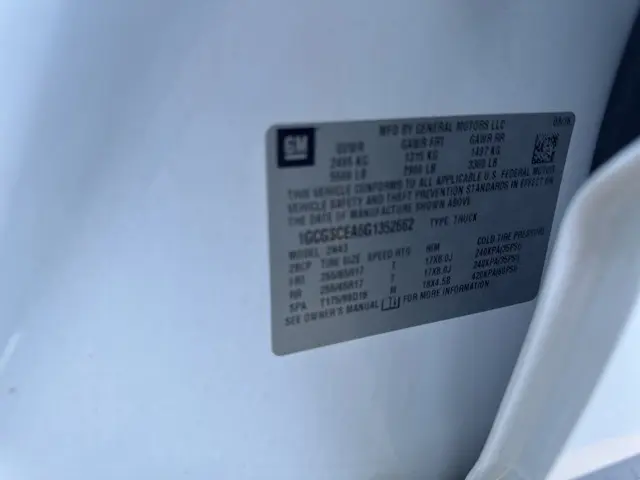 GM
MFD BY GENERAL MOTORS LLC
GVWR GAWR FRT GAWR RR
1315 KG 1497 KG
2900 LB 3300 LB
THIS VEHICLE CONFORMS TO ALL APPLICABLE U.S. FEDERAL MOTOR
VEHICLE SAFETY, BUMPER, AND THEFT PREVENTION STANDARDS IN EFFECT ON
THE DATE OF MANUFACTURE SHOWN ABOVE.
TYPE: TRUCK
MODEL:
TIRE SIZE SPEED RTG RIM COLD TIRE PRESSURE
FRT 255/65R17 T 17X8.0J 240KPA(35PSI)
RR 255/65R17 T 17X8.0J 240KPA(35PSI)
SPA M 18X4.5B 420KPA(60PSI)
SEE OWNER'S MANUAL FOR MORE INFORMATION